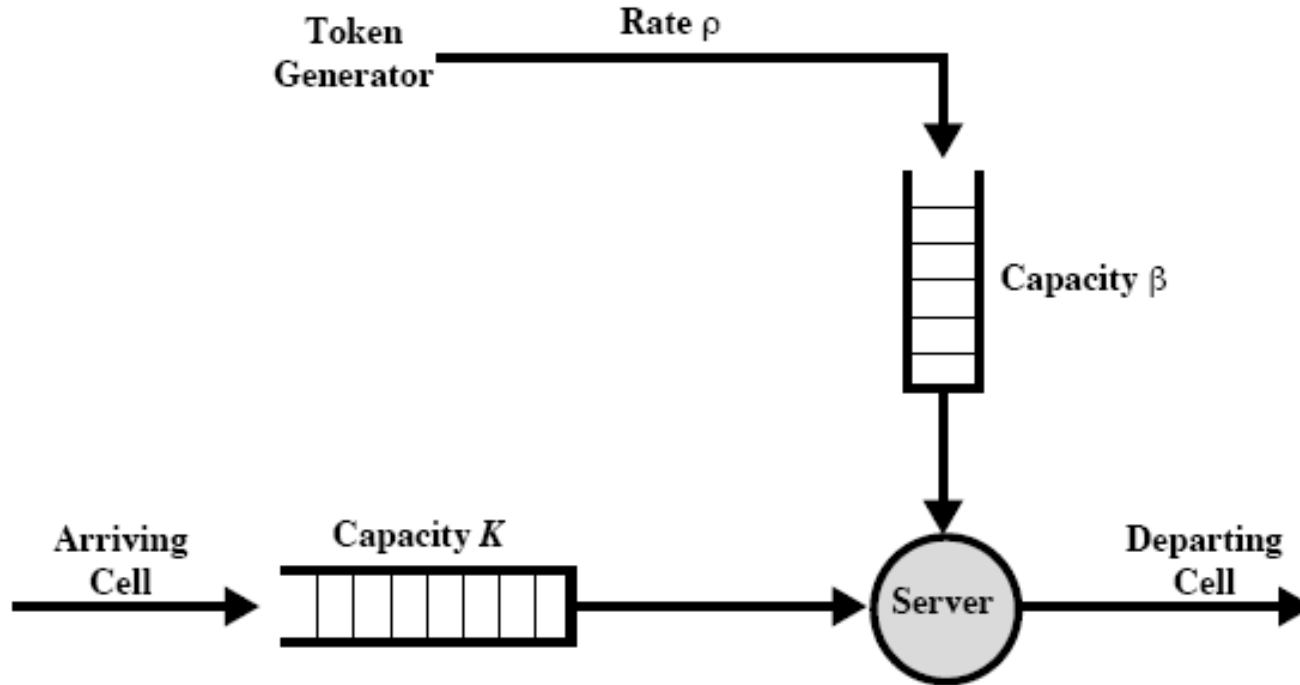 Token
Generator
Rate ρ
Capacity β
Arriving
Cell
Capacity K
Server
Departing
Cell